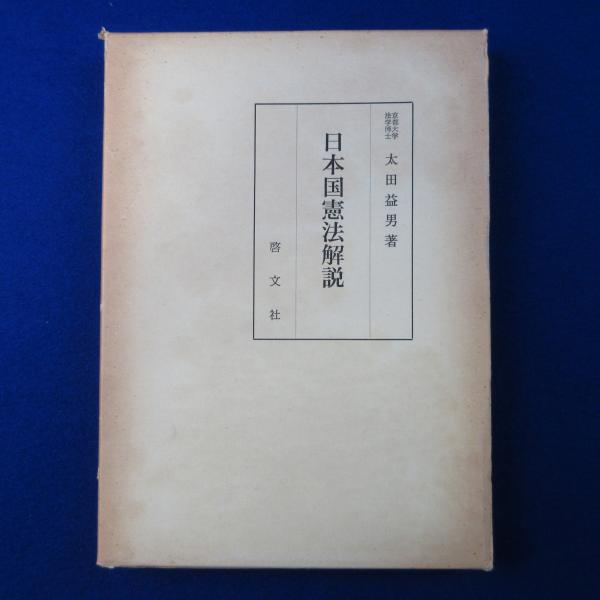 京都大学
法学博士
太田益男著
日本国憲法解説
啓文社